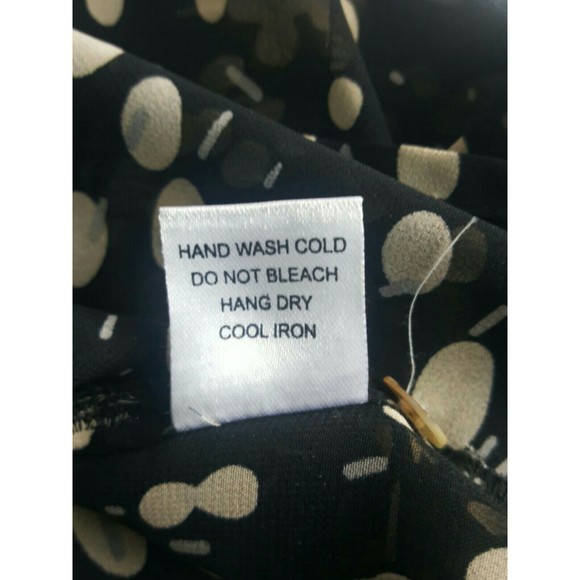 HAND WASH COLD
DO NOT BLEACH
HANG DRY
COOL IRON